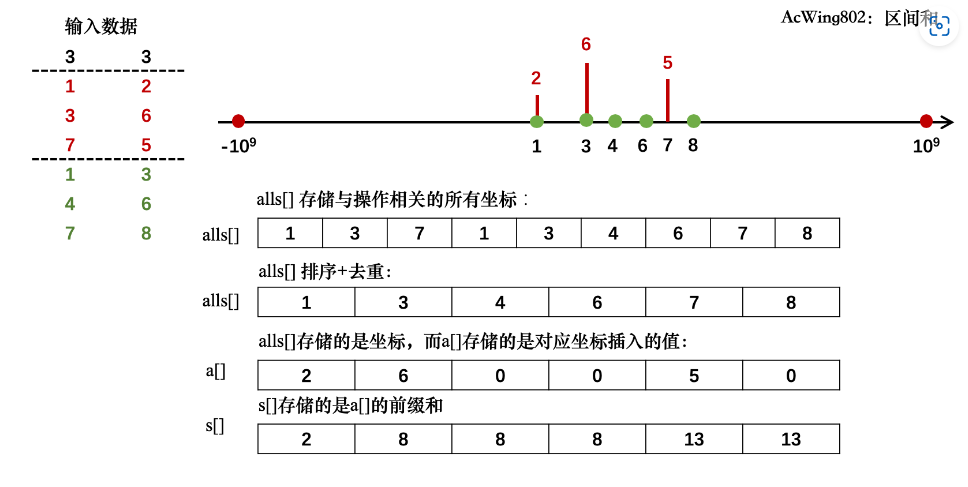 AcWing802：区间和
输入数据
3 3
1 2
3 6
7 5
1 3
4 6
7 8
2 6 5
-10⁹ 1 3 4 6 7 8 10⁹
alls[] 存储与操作相关的所有坐标：
alls[] 1 3 7 1 3 4 6 7 8
alls[] 排序+去重：
alls[] 1 3 4 6 7 8
alls[]存储的是坐标，而a[]存储的是对应坐标插入的值：
a[] 2 6 0 0 5 0
s[]存储的是a[]的前缀和
s[] 2 8 8 8 13 13